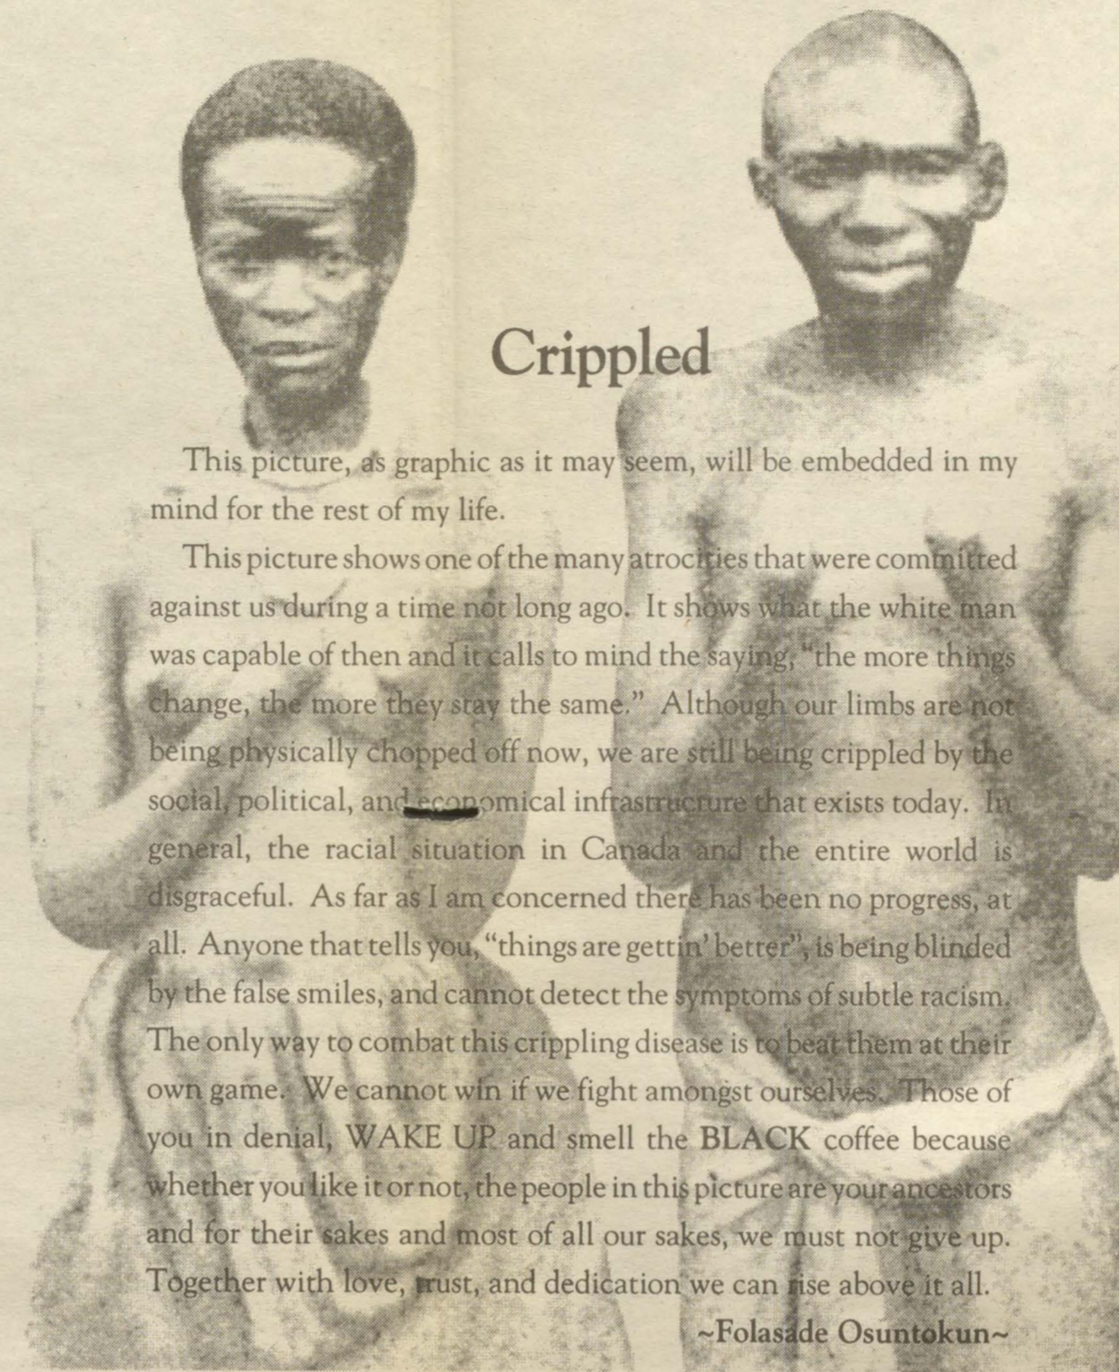 Crippled
This picture, as graphic as it may seem, will be embedded in my
mind for the rest of my life.
This picture shows one of the many atrocities that were committed
against us during a time not long ago. It shows what the white man
was capable of then and it calls to mind the saying, "the more things
change, the more they stay the same." Although our limbs are not
being physically chopped off now, we are still being crippled by the
social, political, and economical infrastructure that exists today. In
general, the racial situation in Canada and the entire world is
disgraceful. As far as I am concerned there has been no progress, at
all. Anyone that tells you, "things are gettin' better", is being blinded
by the false smiles, and cannot detect the symptoms of subtle racism.
The only way to combat this crippling disease is to beat them at their
own game. We cannot win if we fight amongst ourselves. Those of
you in denial, WAKE UP and smell the BLACK coffee because
whether you like it or not, the people in this picture are your ancestors
and for their sakes and most of all our sakes, we must not give up.
Together with love, trust, and dedication we can rise above it all.
~Folasade Osuntokun~